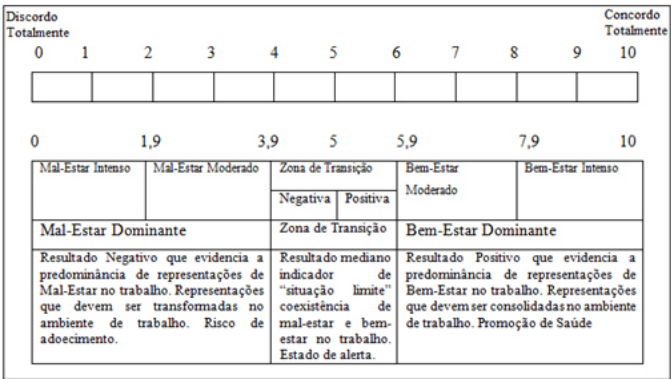 Discordo Concordo
Totalmente Totalmente
0 1 2 3 4 5 6 7 8 9 10
0 1,9 3,9 5 5,9 7,9 10
Mal-Estar Intenso Mal-Estar Moderado Zona de Transição Bem-Estar Moderado Bem-Estar Intenso
Negativa Positiva
Mal-Estar Dominante Zona de Transição Bem-Estar Dominante
Resultado Negativo que evidencia a
predominância de representações de
Mal-Estar no trabalho. Representações
que devem ser transformadas no
ambiente de trabalho. Risco de
adoecimento.
Resultado mediano
indicador de
“situação limite”
coexistência de
mal-estar e bem-
estar no trabalho.
Estado de alerta.
Resultado Positivo que evidencia a
predominância de representações de
Bem-Estar no trabalho. Representações
que devem ser consolidadas no ambiente
de trabalho. Promoção de Saúde